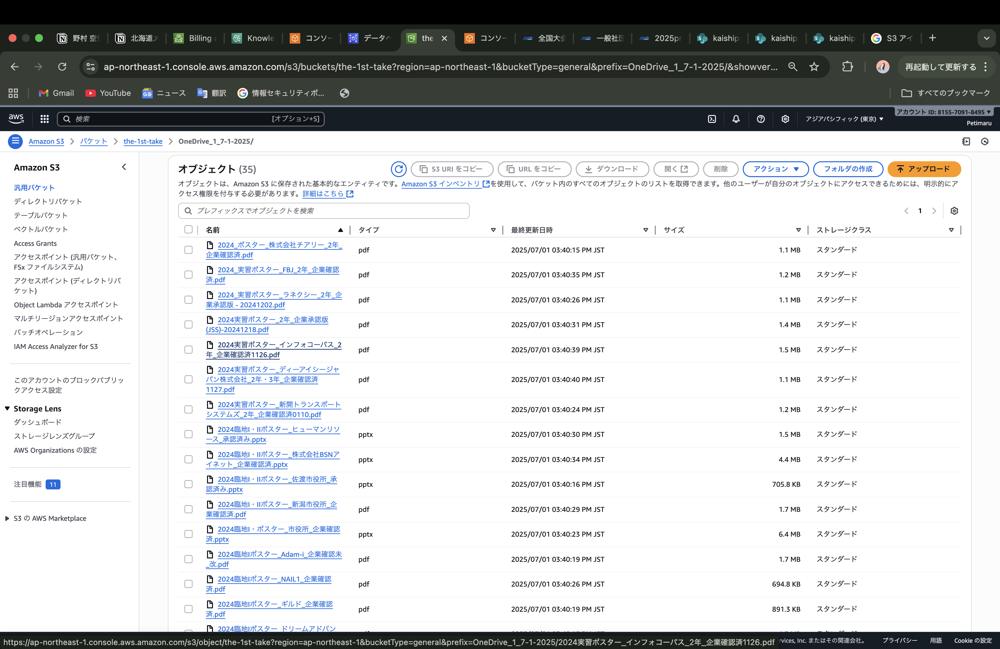 野村 空
北海道
Billing
Knowle
コンソー
データベ
the
コンソー
全国大会
一般社団
2025pr
kaiship
kaiship
kaiship
S3 アイ
ap-northeast-1.console.aws.amazon.com/s3/buckets/the-1st-take?region=ap-northeast-1&bucketType=general&prefix=OneDrive_1_7-1-2025/&showver...
再起動して更新する
Gmail
YouTube
ニュース
翻訳
情報セキュリティポ...
すべてのブックマーク
aws
検索
[オプション+S]
アジアパシフィック (東京)
アカウント ID: 8155-7091-8495
Petimaru
Amazon S3
バケット
the-1st-take
OneDrive_1_7-1-2025/
Amazon S3
汎用バケット
ディレクトリバケット
テーブルバケット
ベクトルバケット
Access Grants
アクセスポイント (汎用バケット、
FSx ファイルシステム)
アクセスポイント (ディレクトリバ
ケット)
Object Lambda アクセスポイント
マルチリージョンアクセスポイント
バッチオペレーション
IAM Access Analyzer for S3
このアカウントのブロックパブリッ
クアクセス設定
Storage Lens
ダッシュボード
ストレージレンズグループ
AWS Organizations の設定
注目機能 11
S3 の AWS Marketplace
オブジェクト (35)
S3 URI をコピー
URL をコピー
ダウンロード
開く
削除
アクション
フォルダの作成
アップロード
オブジェクトは、Amazon S3 に保存された基本的なエンティティです。Amazon S3 インベントリ を使用して、バケット内のすべてのオブジェクトのリストを取得できます。他のユーザーが自分のオブジェクトにアクセスできるためには、明示的にア
クセス権限を付与する必要があります。詳細はこちら
プレフィックスでオブジェクトを検索
1
名前 タイプ 最終更新日時 サイズ ストレージクラス
2024_ポスター_株式会社チアリー_2年_
企業確認済.pdf
pdf 2025/07/01 03:40:15 PM JST 1.1 MB スタンダード
2024_実習ポスター_FBJ_2年_企業確認
済.pdf
pdf 2025/07/01 03:40:35 PM JST 1.2 MB スタンダード
2024_実習ポスター_ラネクシー_2年_企
業承認版 - 20241202.pdf
pdf 2025/07/01 03:40:26 PM JST 1.1 MB スタンダード
2024実習ポスター_2年_企業承認版
(JSS)-20241218.pdf
pdf 2025/07/01 03:40:31 PM JST 1.4 MB スタンダード
2024実習ポスター_インフォコーパス_2
年_企業確認済1126.pdf
pdf 2025/07/01 03:40:39 PM JST 1.5 MB スタンダード
2024実習ポスター_ディーアイシージャ
パン株式会社_2年・3年_企業確認済
1127.pdf
pdf 2025/07/01 03:40:40 PM JST 1.1 MB スタンダード
2024実習ポスター_新開トランスポート
システムズ_2年_企業確認済0110.pdf
pdf 2025/07/01 03:40:24 PM JST 1.2 MB スタンダード
2024臨地I・IIポスター_ヒューマンリソ
ース_承認済み.pptx
pptx 2025/07/01 03:40:30 PM JST 1.5 MB スタンダード
2024臨地I・IIポスター_株式会社BSNア
イネット_企業確認済.pptx
pptx 2025/07/01 03:40:34 PM JST 4.4 MB スタンダード
2024臨地I・IIポスター_佐渡市役所_承
認済み.pptx
pptx 2025/07/01 03:40:16 PM JST 705.8 KB スタンダード
2024臨地I・IIポスター_新潟市役所_企
業確認済.pdf
pdf 2025/07/01 03:40:29 PM JST 1.7 MB スタンダード
2024臨地I・ポスター_市役所_企業確認
済.pptx
pptx 2025/07/01 03:40:23 PM JST 6.4 MB スタンダード
2024臨地Iポスター_Adam-i_企業確認未
_改.pdf
pdf 2025/07/01 03:40:19 PM JST 1.7 MB スタンダード
2024臨地Iポスター_NAIL1_企業確認
済.pdf
pdf 2025/07/01 03:40:26 PM JST 694.8 KB スタンダード
2024臨地Iポスター_ギルド_企業確認
済.pdf
pdf 2025/07/01 03:40:19 PM JST 891.3 KB スタンダード
2024臨地Iポスター_ドリームアドバン
https://ap-northeast-1.console.aws.amazon.com/s3/object/the-1st-take?region=ap-northeast-1&bucketType=general&prefix=OneDrive_1_7-1-2025/2024実習ポスター_インフォコーパス_2年_企業確認済1126.pdf
rvices, Inc. またはその関連会社。
プライバシー
用語
Cookie の設定